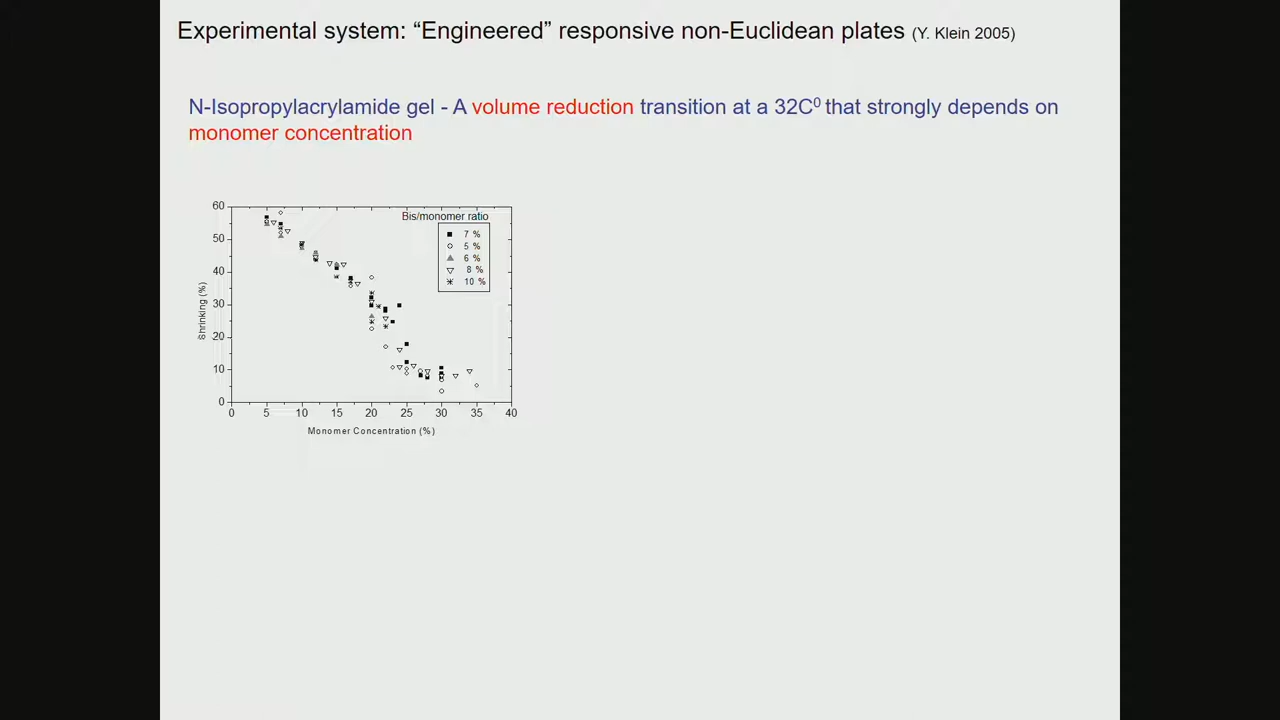 Experimental system: “Engineered” responsive non-Euclidean plates (Y. Klein 2005)
N-Isopropylacrylamide gel - A volume reduction transition at a 32C⁰ that strongly depends on
monomer concentration
Bis/monomer ratio
7 %
5 %
6 %
8 %
10 %
60
50
40
30
20
10
0
Shrinking (%)
0 5 10 15 20 25 30 35 40
Monomer Concentration (%)